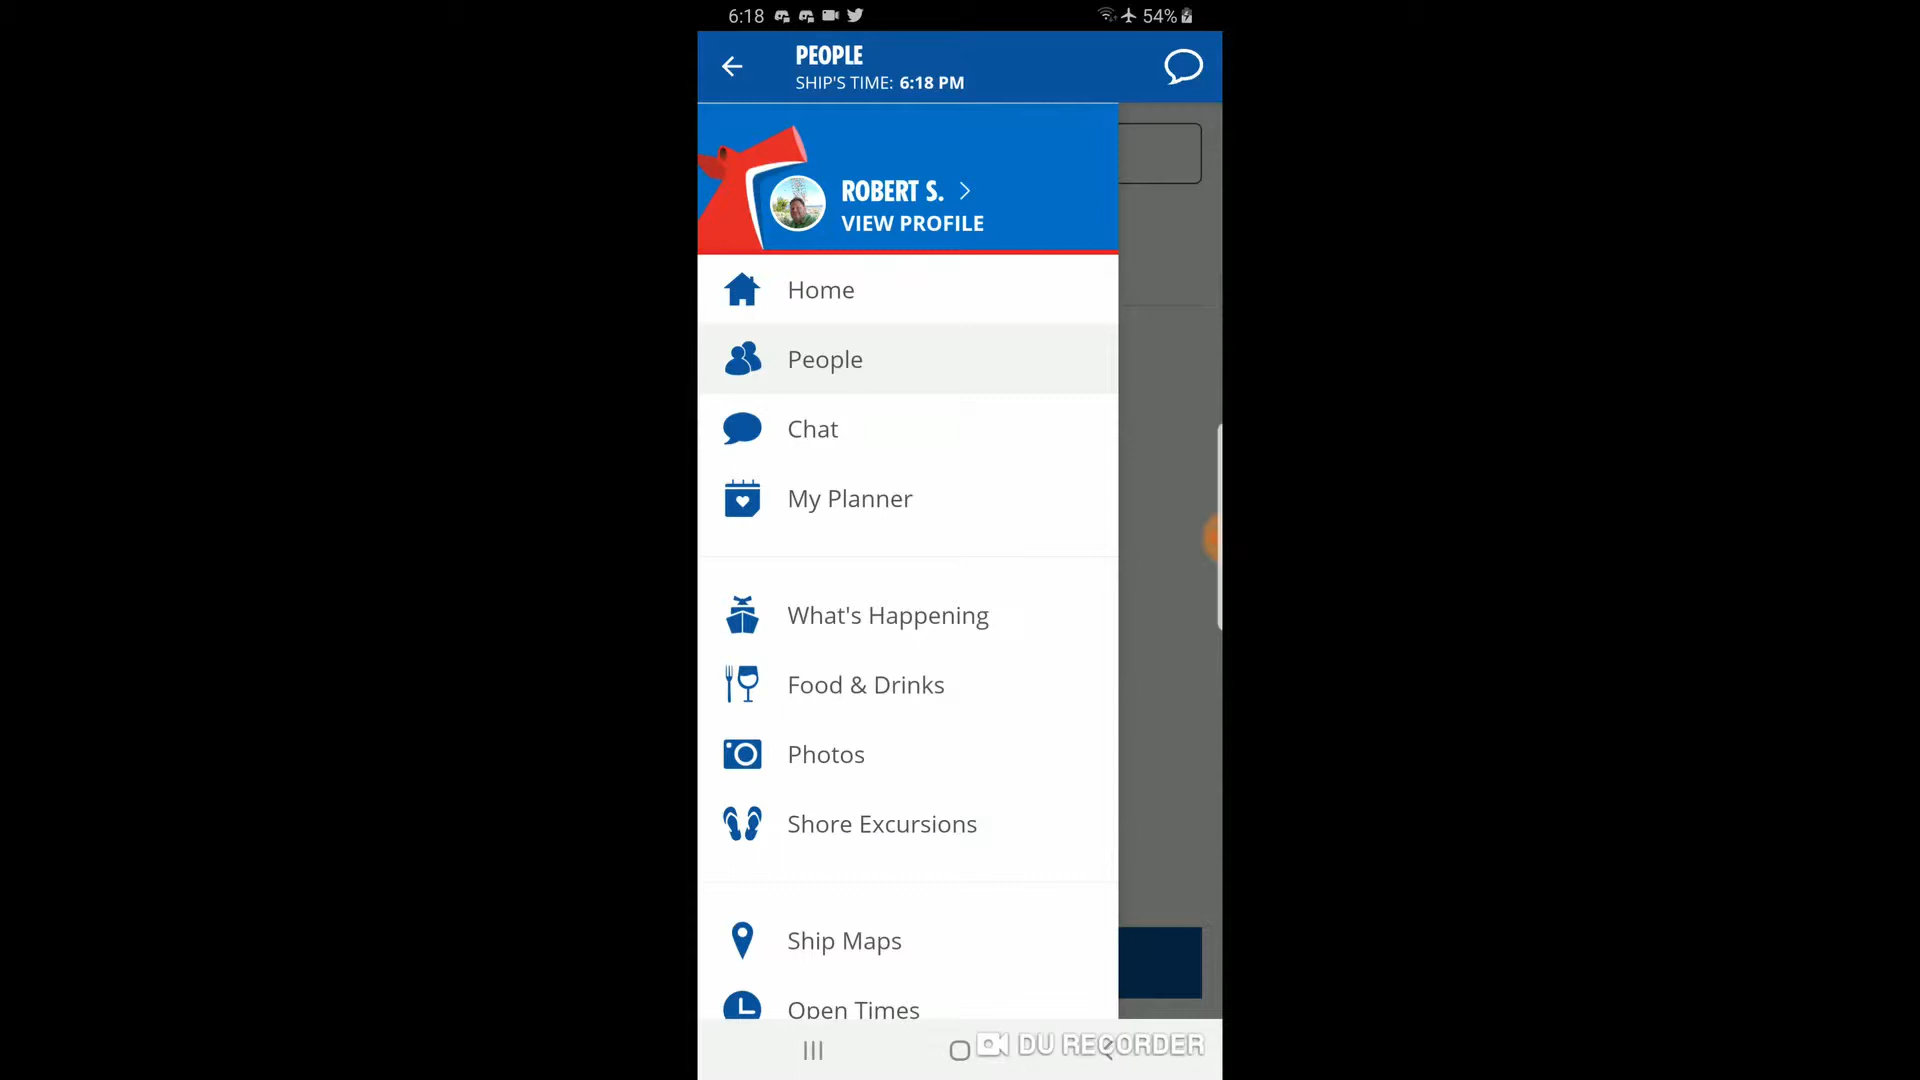 6:18
54%
PEOPLE
SHIP'S TIME: 6:18 PM
ROBERT S.
VIEW PROFILE
Home
People
Chat
My Planner
What's Happening
Food & Drinks
Photos
Shore Excursions
Ship Maps
Open Times
DU RECORDER